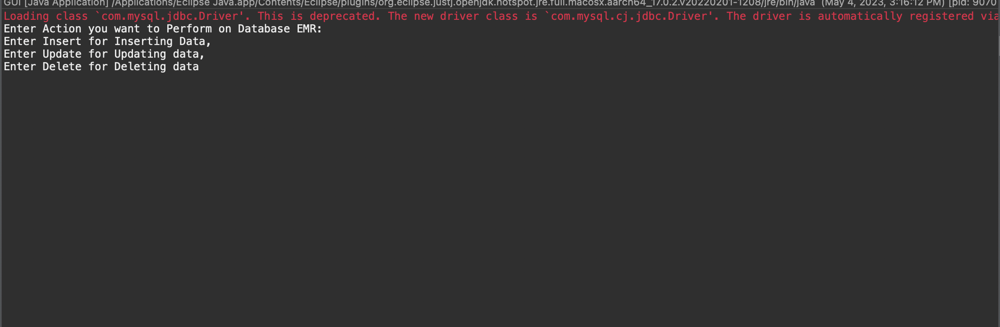 GUI [Java Application] /Applications/Eclipse Java.app/Contents/Eclipse/plugins/org.eclipse.justj.openjdk.hotspot.jre.full.macosx.aarch64_17.0.2.v20220201-1208/jre/bin/java (May 4, 2023, 3:16:12 PM) [pid: 9070
Loading class `com.mysql.jdbc.Driver'. This is deprecated. The new driver class is `com.mysql.cj.jdbc.Driver'. The driver is automatically registered via
Enter Action you want to Perform on Database EMR:
Enter Insert for Inserting Data,
Enter Update for Updating data,
Enter Delete for Deleting data